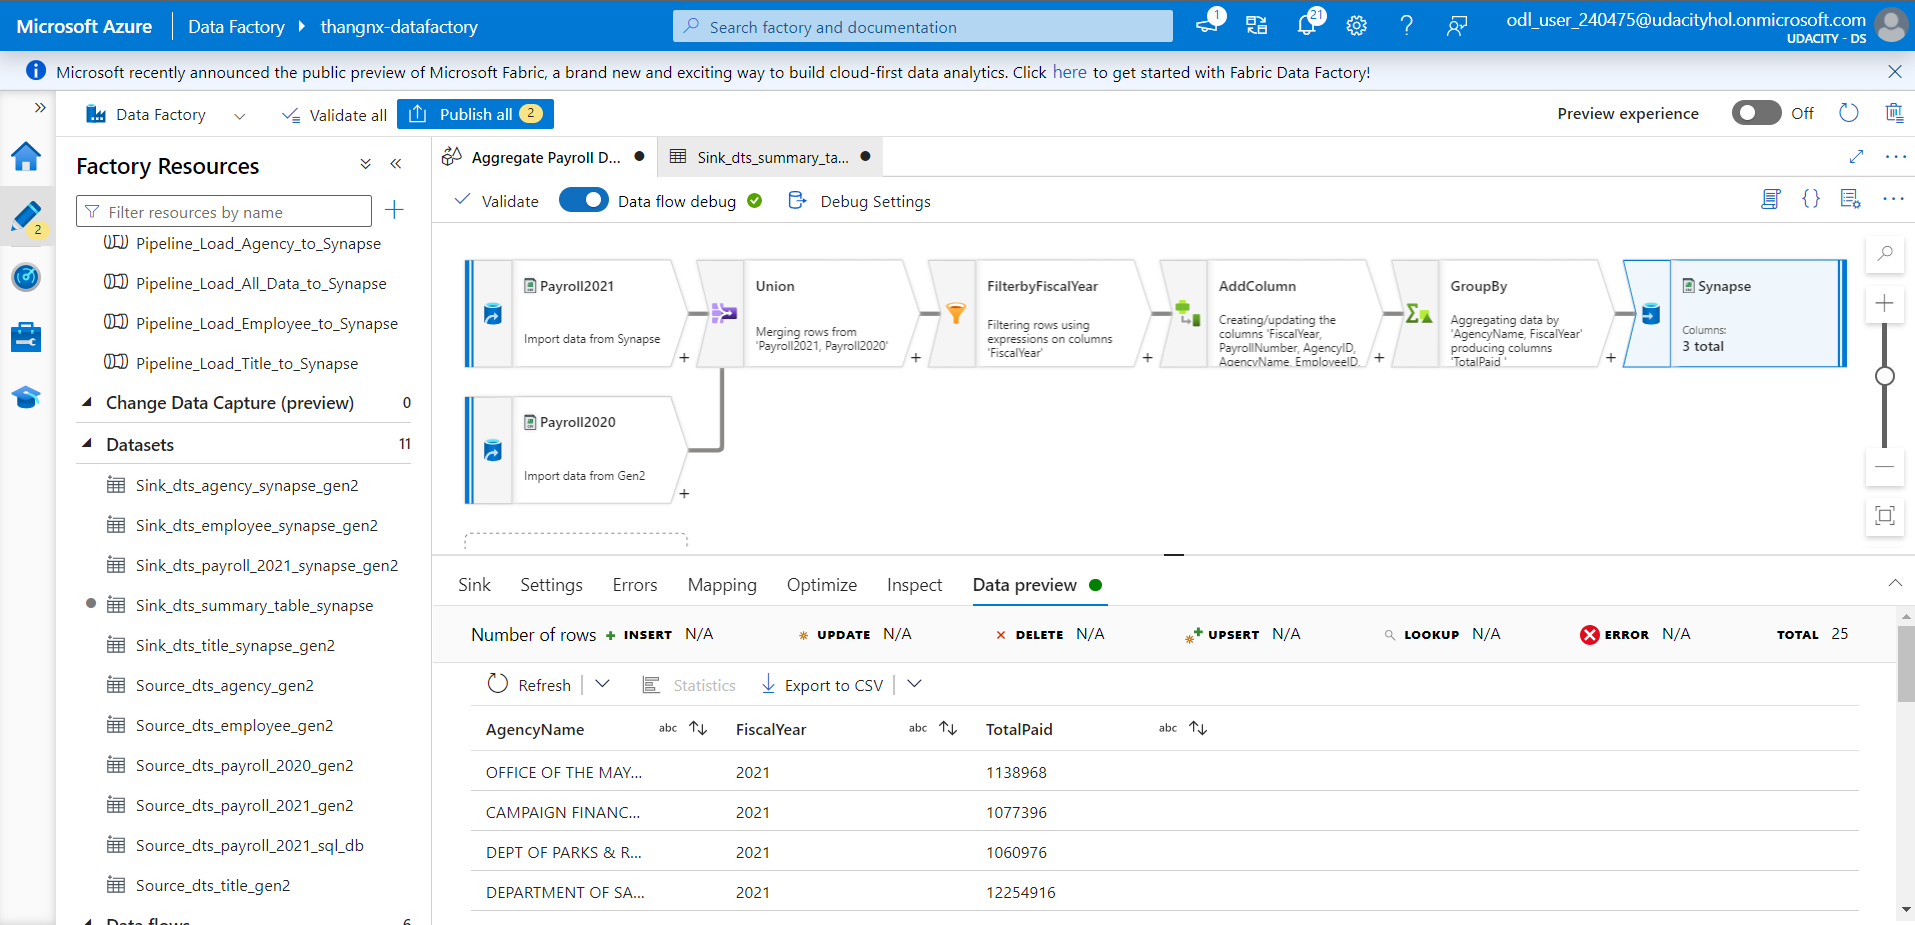 Microsoft Azure Data Factory thangnx-datafactory Search factory and documentation 1 21 odl_user_240475@udacityhol.onmicrosoft.com
UDACITY - DS
Microsoft recently announced the public preview of Microsoft Fabric, a brand new and exciting way to build cloud-first data analytics. Click here to get started with Fabric Data Factory!
Data Factory Validate all Publish all 2 Preview experience Off
2
Factory Resources
Filter resources by name
Pipeline_Load_Agency_to_Synapse
Pipeline_Load_All_Data_to_Synapse
Pipeline_Load_Employee_to_Synapse
Pipeline_Load_Title_to_Synapse
Change Data Capture (preview) 0
Datasets 11
Sink_dts_agency_synapse_gen2
Sink_dts_employee_synapse_gen2
Sink_dts_payroll_2021_synapse_gen2
Sink_dts_summary_table_synapse
Sink_dts_title_synapse_gen2
Source_dts_agency_gen2
Source_dts_employee_gen2
Source_dts_payroll_2020_gen2
Source_dts_payroll_2021_gen2
Source_dts_payroll_2021_sql_db
Source_dts_title_gen2
Data flows 6
Aggregate Payroll D... Sink_dts_summary_ta...
Validate Data flow debug Debug Settings
Payroll2021
Import data from Synapse
Union
Merging rows from
'Payroll2021, Payroll2020'
FilterbyFiscalYear
Filtering rows using
expressions on columns
'FiscalYear'
AddColumn
Creating/updating the
columns 'FiscalYear,
PayrollNumber, AgencyID,
AgencyName, EmployeeID,
GroupBy
Aggregating data by
'AgencyName, FiscalYear'
producing columns
'TotalPaid '
Synapse
Columns:
3 total
Payroll2020
Import data from Gen2
Sink Settings Errors Mapping Optimize Inspect Data preview
Number of rows INSERT N/A UPDATE N/A DELETE N/A UPSERT N/A LOOKUP N/A ERROR N/A TOTAL 25
Refresh Statistics Export to CSV
AgencyName abc FiscalYear abc TotalPaid abc
OFFICE OF THE MAY... 2021 1138968
CAMPAIGN FINANC... 2021 1077396
DEPT OF PARKS & R... 2021 1060976
DEPARTMENT OF SA... 2021 12254916